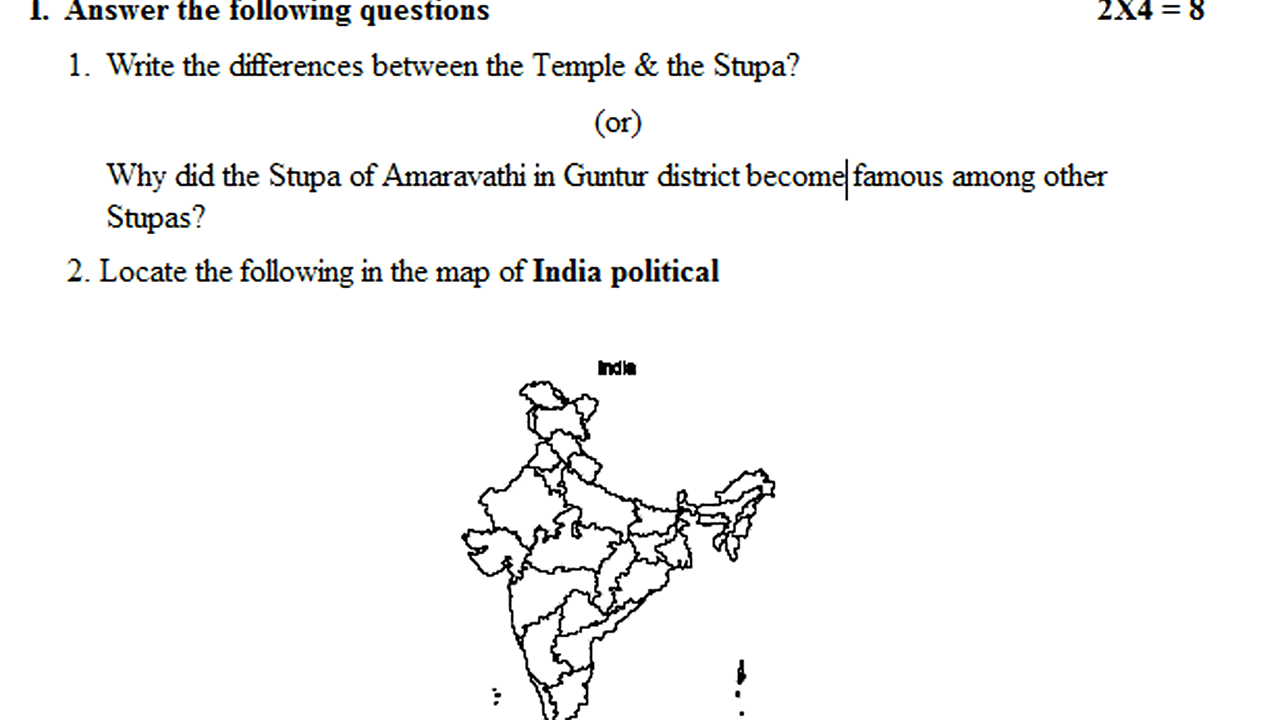 I. Answer the following questions 2X4 = 8
1. Write the differences between the Temple & the Stupa?
(or)
Why did the Stupa of Amaravathi in Guntur district become famous among other
Stupas?
2. Locate the following in the map of India political
India